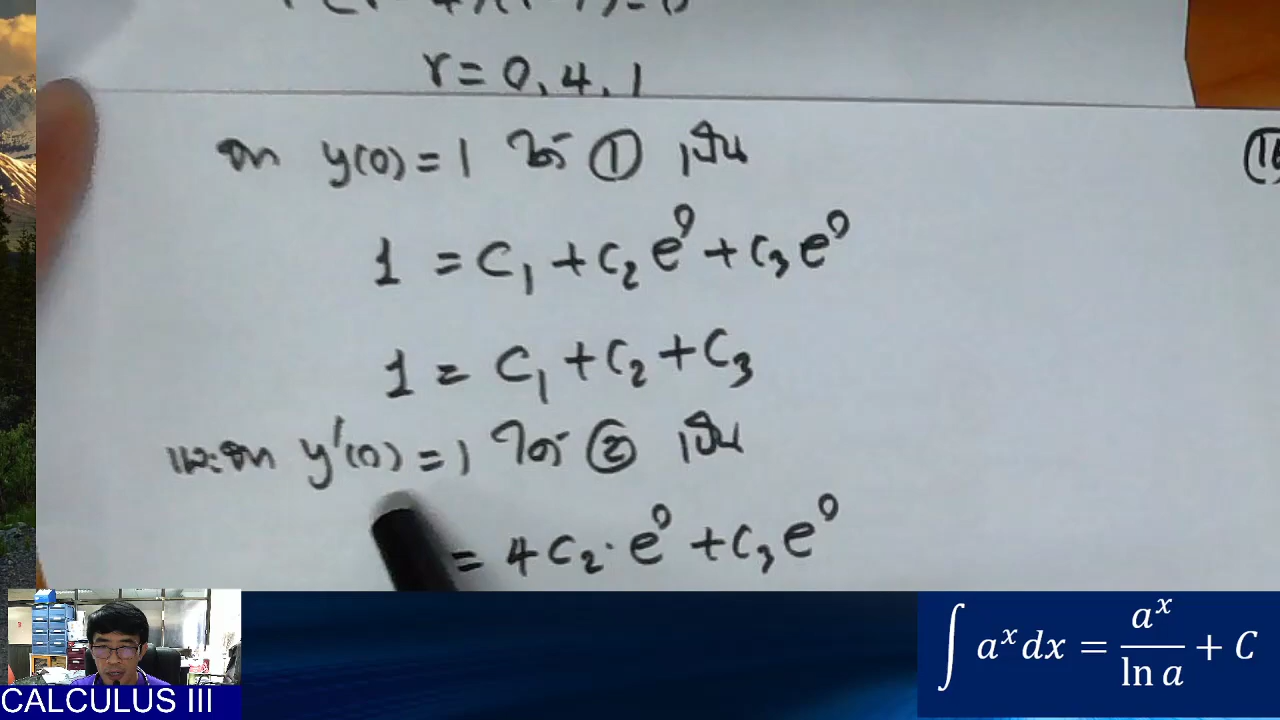 r = 0, 4, 1
จาก y(0) = 1 ได้ ① เป็น
1 = C₁ + C₂e⁰ + C₃e⁰
1 = C₁ + C₂ + C₃
และจาก y'(0) = 1 ได้ ② เป็น
= 4C₂·e⁰ + C₃e⁰
∫ aˣ dx = aˣ / ln a + C
CALCULUS III